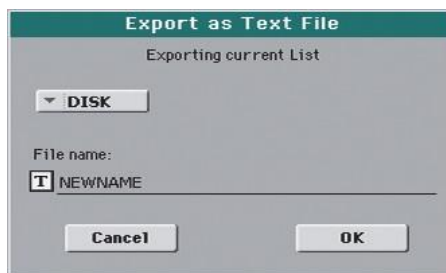 Export as Text File
Exporting current List
DISK
File name:
T NEWNAME
Cancel OK